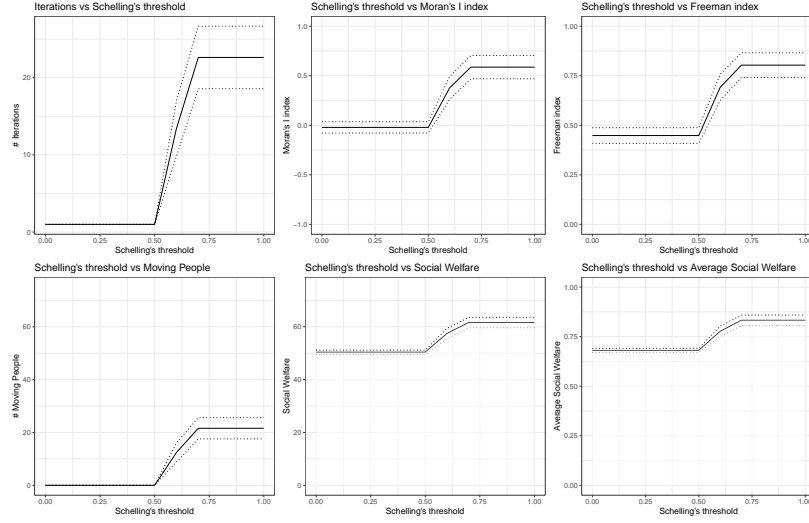 Iterations vs Schelling's threshold
# Iterations
20
10
0
0.00 0.25 0.50 0.75 1.00
Schelling's threshold
Schelling's threshold vs Moran's I index
Moran's I index
1.0
0.5
0.0
−0.5
−1.0
0.00 0.25 0.50 0.75 1.00
Schelling's threshold
Schelling's threshold vs Freeman index
Freeman index
1.00
0.75
0.50
0.25
0.00
0.00 0.25 0.50 0.75 1.00
Schelling's threshold
Schelling's threshold vs Moving People
# Moving People
60
40
20
0
0.00 0.25 0.50 0.75 1.00
Schelling's threshold
Schelling's threshold vs Social Welfare
Social Welfare
60
40
20
0
0.00 0.25 0.50 0.75 1.00
Schelling's threshold
Schelling's threshold vs Average Social Welfare
Average Social Welfare
1.00
0.75
0.50
0.25
0.00
0.00 0.25 0.50 0.75 1.00
Schelling's threshold